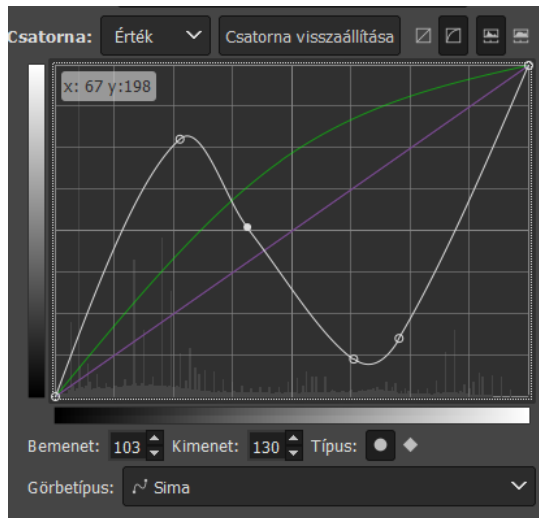 Csatorna: Érték Csatorna visszaállítása
x: 67 y:198
Bemenet: 103 Kimenet: 130 Típus:
Görbetípus: Sima